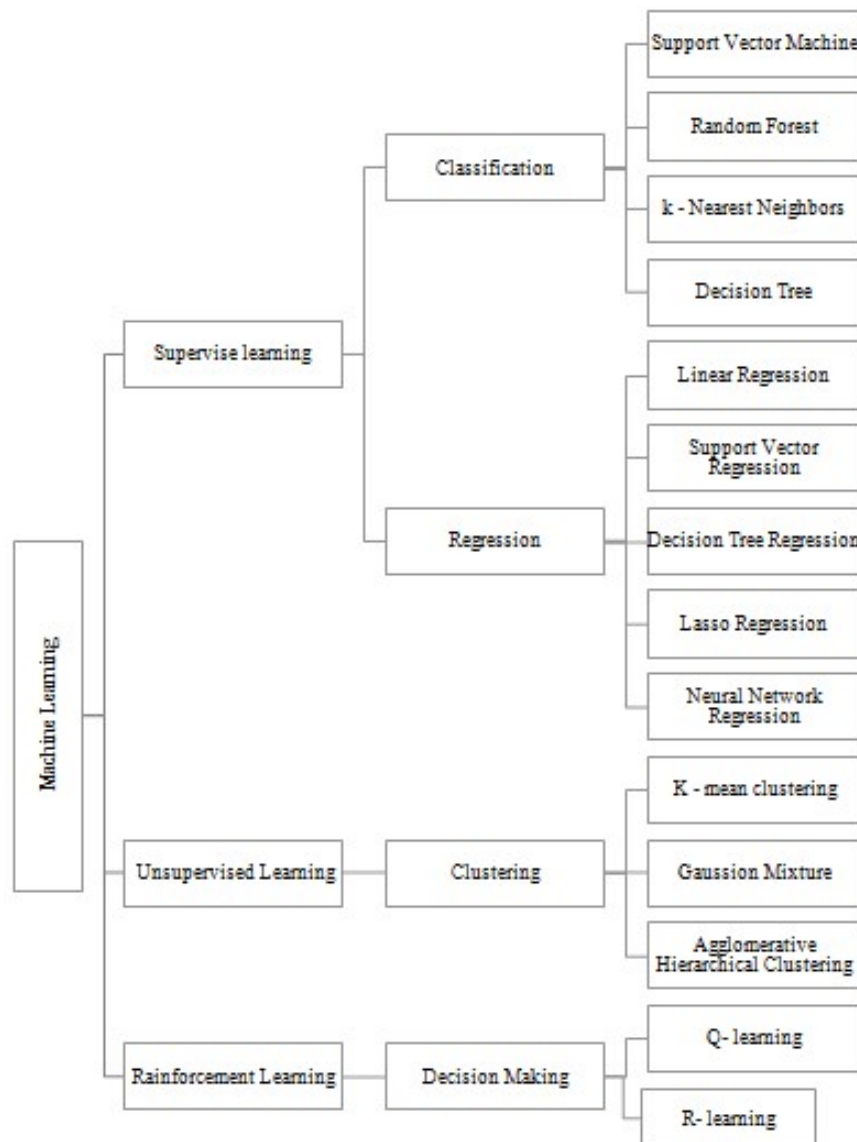 Support Vector Machine
Random Forest
Classification
k - Nearest Neighbors
Decision Tree
Supervise learning
Linear Regression
Support Vector
Regression
Regression
Decision Tree Regression
Lasso Regression
Neural Network
Regression
Machine Learning
K - mean clustering
Unsupervised Learning
Clustering
Gaussion Mixture
Agglomerative
Hierarchical Clustering
Q- learning
Rainforcement Learning
Decision Making
R- learning